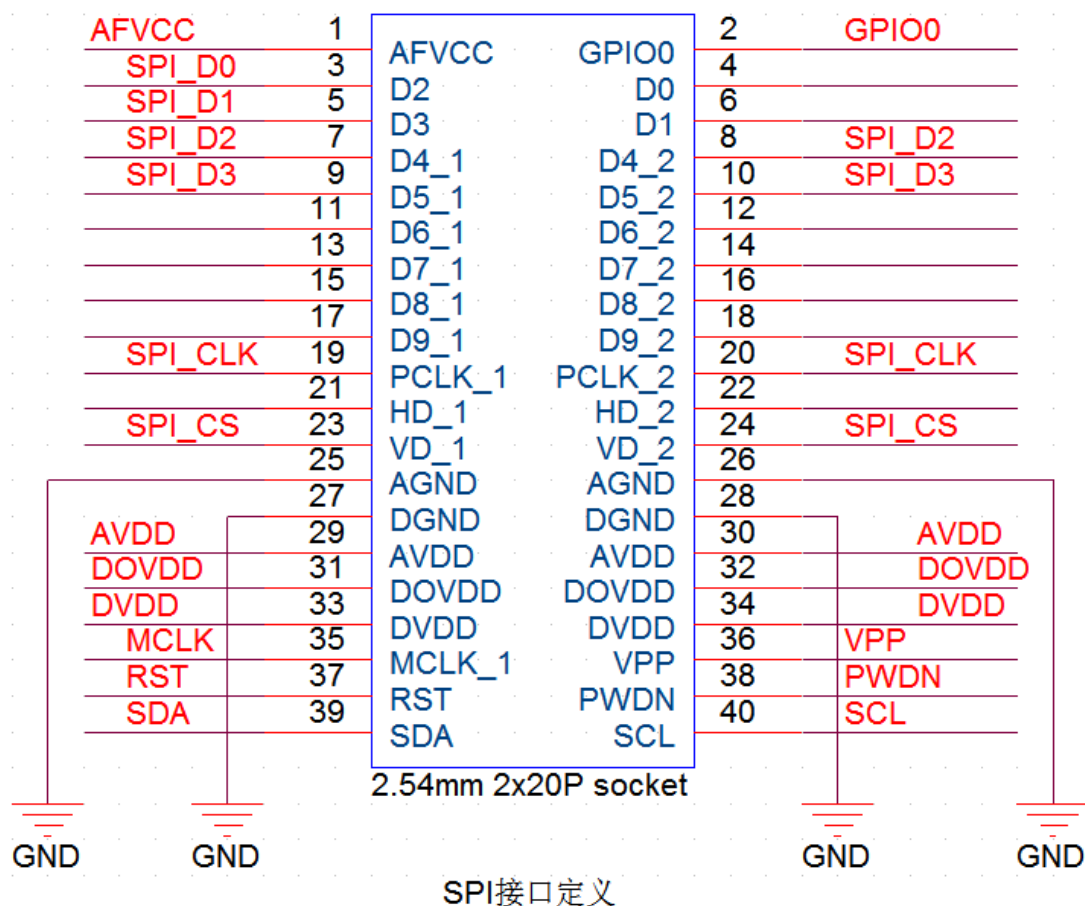 AFVCC 1 AFVCC GPIO0 2 GPIO0
SPI_D0 3 D2 D0 4
SPI_D1 5 D3 D1 6
SPI_D2 7 D4_1 D4_2 8 SPI_D2
SPI_D3 9 D5_1 D5_2 10 SPI_D3
11 D6_1 D6_2 12
13 D7_1 D7_2 14
15 D8_1 D8_2 16
17 D9_1 D9_2 18
SPI_CLK 19 PCLK_1 PCLK_2 20 SPI_CLK
21 HD_1 HD_2 22
SPI_CS 23 VD_1 VD_2 24 SPI_CS
25 AGND AGND 26
27 DGND DGND 28
AVDD 29 AVDD AVDD 30 AVDD
DOVDD 31 DOVDD DOVDD 32 DOVDD
DVDD 33 DVDD DVDD 34 DVDD
MCLK 35 MCLK_1 VPP 36 VPP
RST 37 RST PWDN 38 PWDN
SDA 39 SDA SCL 40 SCL
2.54mm 2x20P socket
GND GND GND GND
SPI接口定义